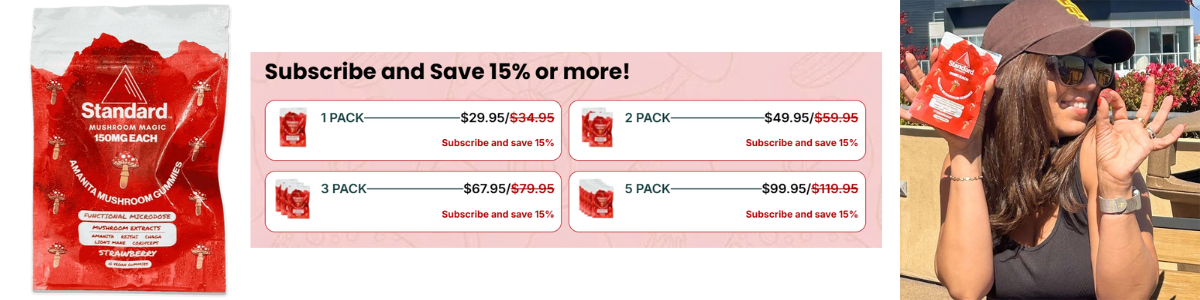 Standard
MUSHROOM MAGIC
150MG EACH
AMANITA MUSHROOM GUMMIES
FUNCTIONAL MICRODOSE
MUSHROOM EXTRACTS
AMANITA REISHI CHAGA
LION'S MANE CORDYCEPS
STRAWBERRY
Subscribe and Save 15% or more!
1 PACK $29.95/$34.95
Subscribe and save 15%
2 PACK $49.95/$59.95
Subscribe and save 15%
3 PACK $67.95/$79.95
Subscribe and save 15%
5 PACK $99.95/$119.95
Subscribe and save 15%
Standard